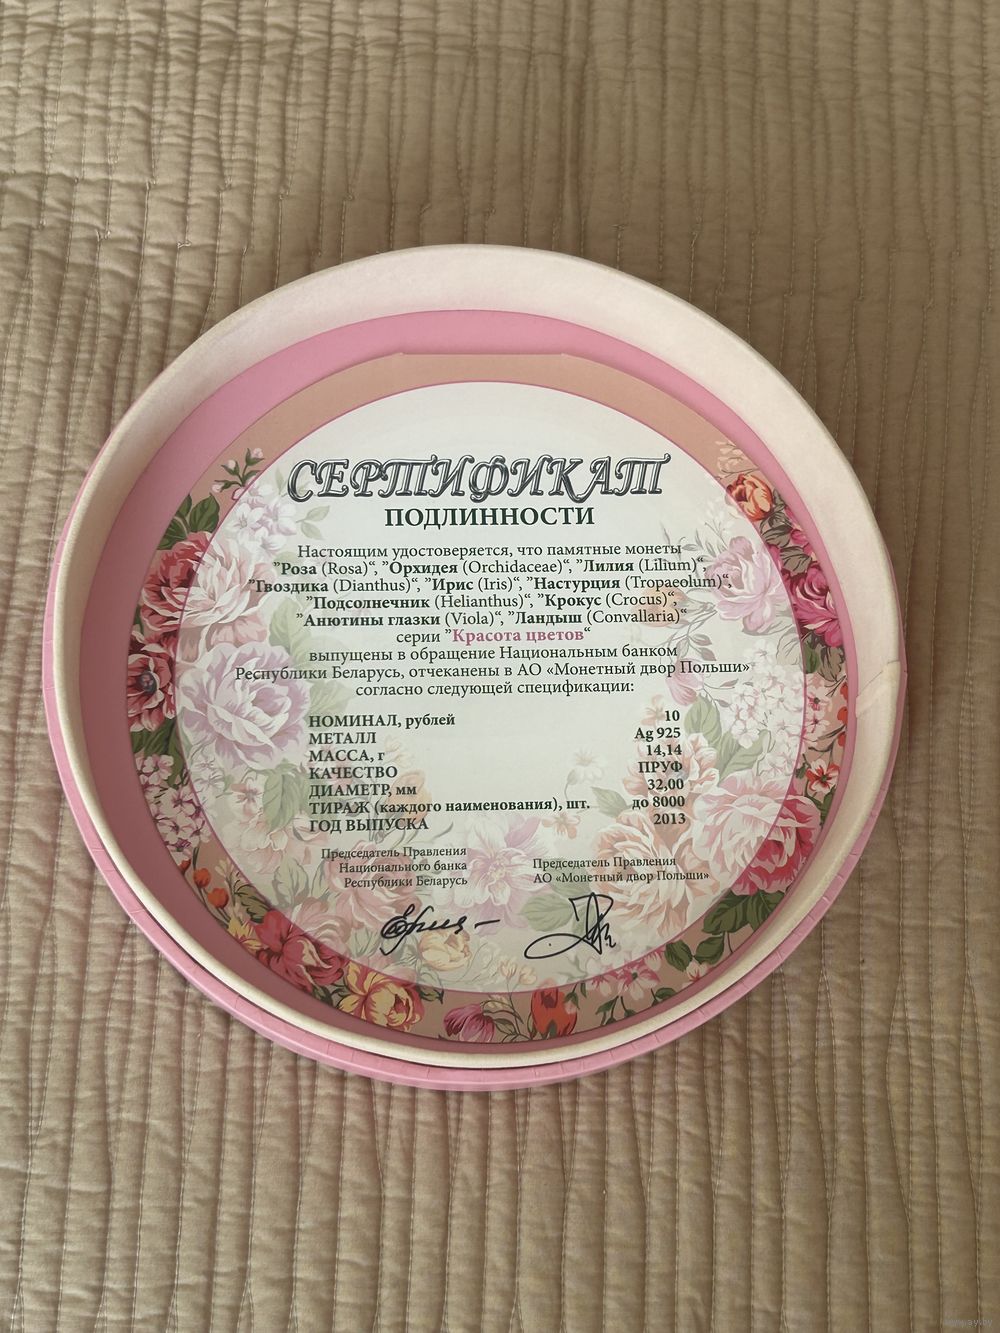 СЕРТИФИКАТ
ПОДЛИННОСТИ
Настоящим удостоверяется, что памятные монеты
"Роза (Rosa)“, "Орхидея (Orchidaceae)“, "Лилия (Lilium)“,
"Гвоздика (Dianthus)“, "Ирис (Iris)“, "Настурция (Tropaeolum)“,
"Подсолнечник (Helianthus)“, "Крокус (Crocus)“,
"Анютины глазки (Viola)“, "Ландыш (Convallaria)“
серии "Красота цветов“
выпущены в обращение Национальным банком
Республики Беларусь, отчеканены в АО «Монетный двор Польши»
согласно следующей спецификации:
НОМИНАЛ, рублей 10
МЕТАЛЛ Ag 925
МАССА, г 14,14
КАЧЕСТВО ПРУФ
ДИАМЕТР, мм 32,00
ТИРАЖ (каждого наименования), шт. до 8000
ГОД ВЫПУСКА 2013
Председатель Правления
Национального банка
Республики Беларусь
Председатель Правления
АО «Монетный двор Польши»